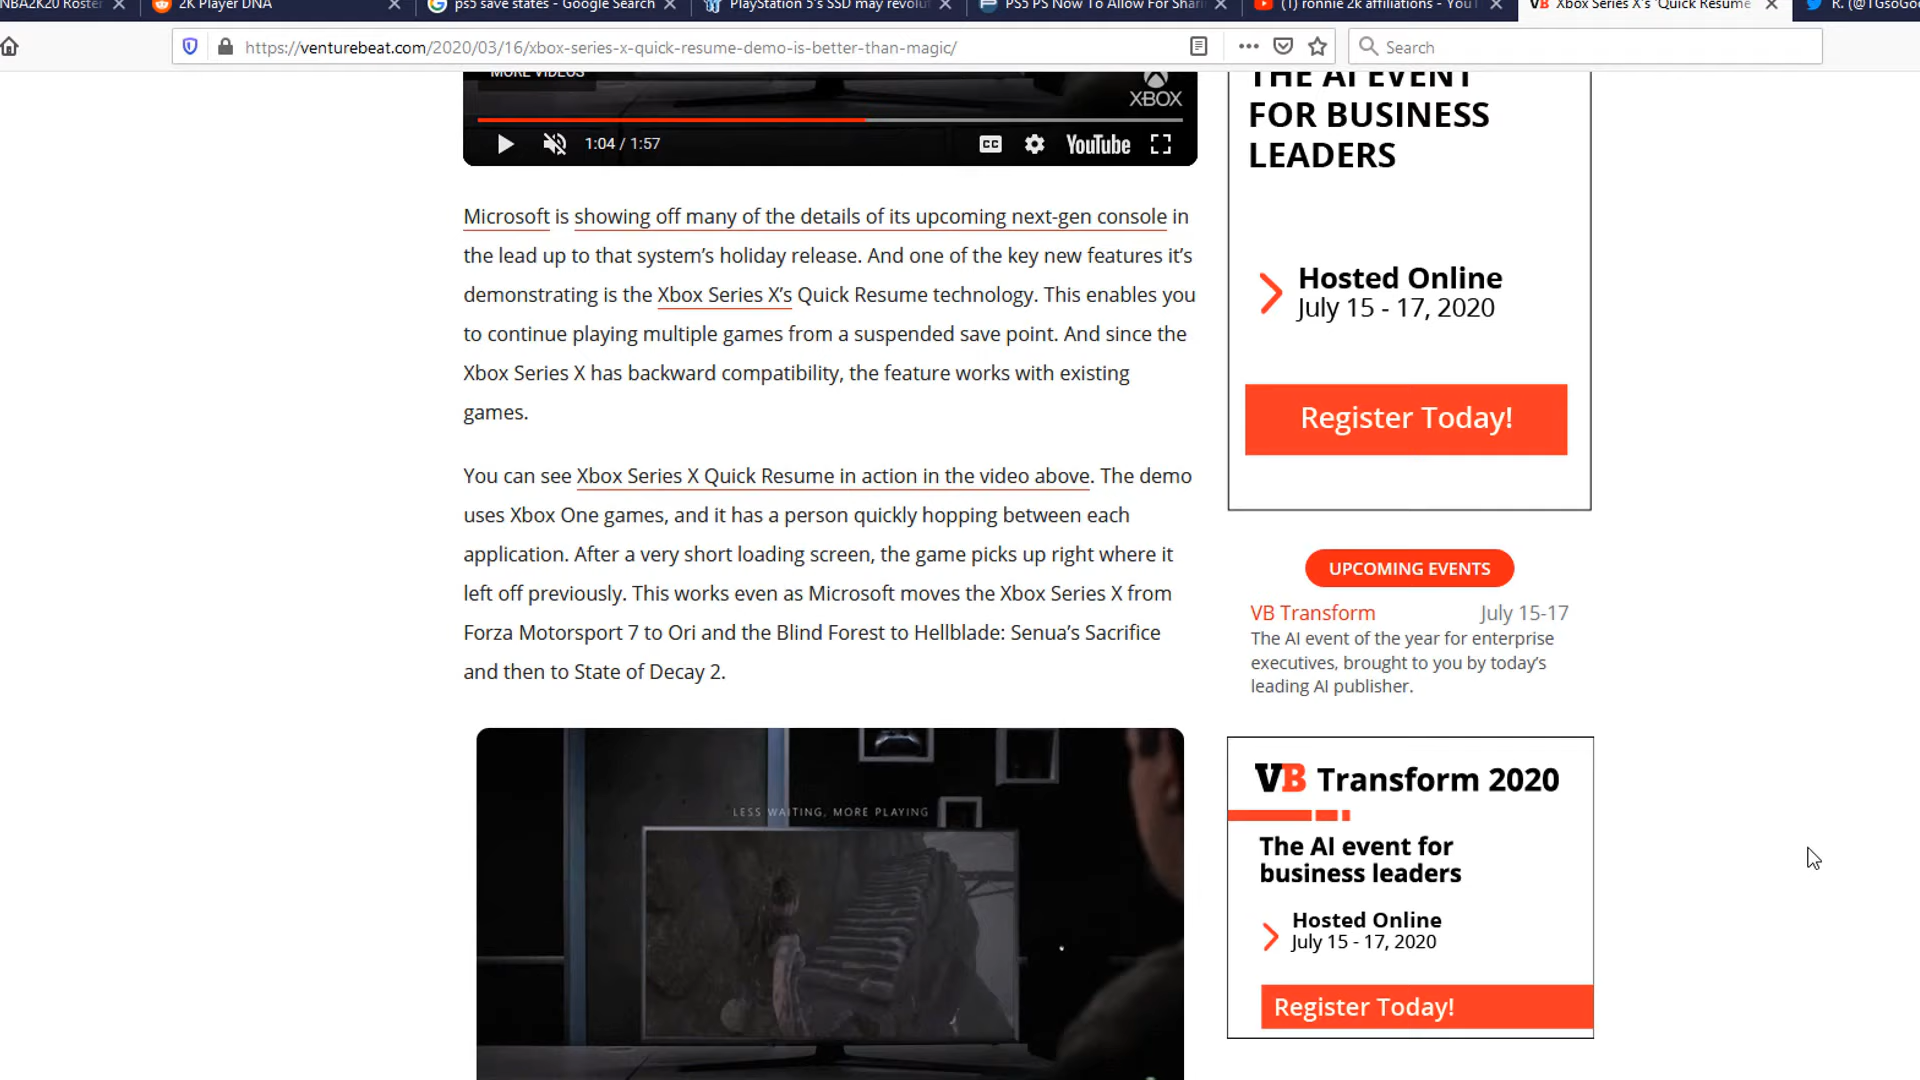 NBA2K20 Roster
2K Player DNA
ps5 save states - Google Search
PlayStation 5's SSD may revolu
PS5 PS Now To Allow For Shari
(1) ronnie 2k affiliations - YouT
Xbox Series X's 'Quick Resume
R. (@TGsoGoo
https://venturebeat.com/2020/03/16/xbox-series-x-quick-resume-demo-is-better-than-magic/
Search
MORE VIDEOS
XBOX
1:04 / 1:57
CC
YouTube
Microsoft is showing off many of the details of its upcoming next-gen console in
the lead up to that system’s holiday release. And one of the key new features it’s
demonstrating is the Xbox Series X’s Quick Resume technology. This enables you
to continue playing multiple games from a suspended save point. And since the
Xbox Series X has backward compatibility, the feature works with existing
games.
You can see Xbox Series X Quick Resume in action in the video above. The demo
uses Xbox One games, and it has a person quickly hopping between each
application. After a very short loading screen, the game picks up right where it
left off previously. This works even as Microsoft moves the Xbox Series X from
Forza Motorsport 7 to Ori and the Blind Forest to Hellblade: Senua’s Sacrifice
and then to State of Decay 2.
LESS WAITING, MORE PLAYING
THE AI EVENT
FOR BUSINESS
LEADERS
Hosted Online
July 15 - 17, 2020
Register Today!
UPCOMING EVENTS
VB Transform July 15-17
The AI event of the year for enterprise
executives, brought to you by today’s
leading AI publisher.
VB Transform 2020
The AI event for
business leaders
Hosted Online
July 15 - 17, 2020
Register Today!